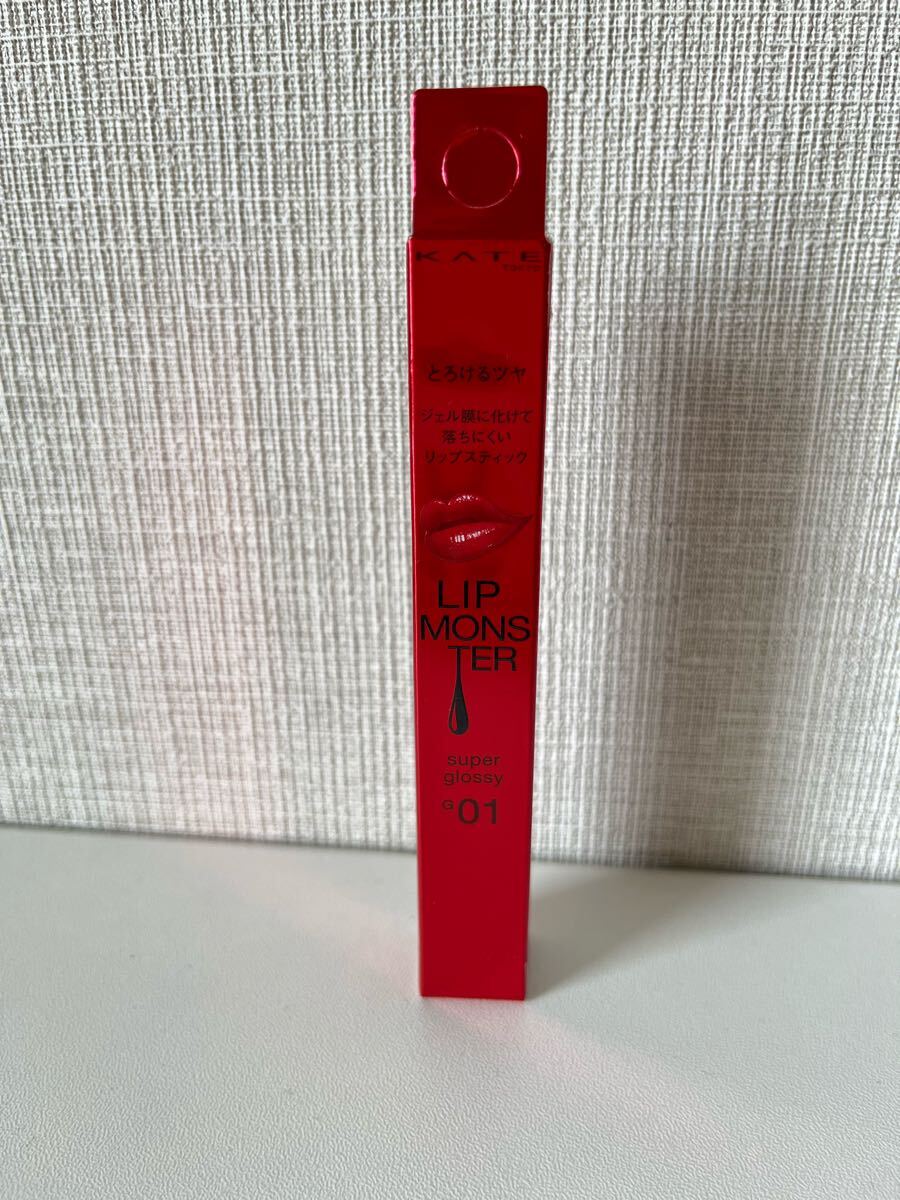 KATE
TOKYO
とろけるツヤ
ジェル膜に化けて
落ちにくい
リップスティック
LIP
MONS
TER
super
glossy
G01